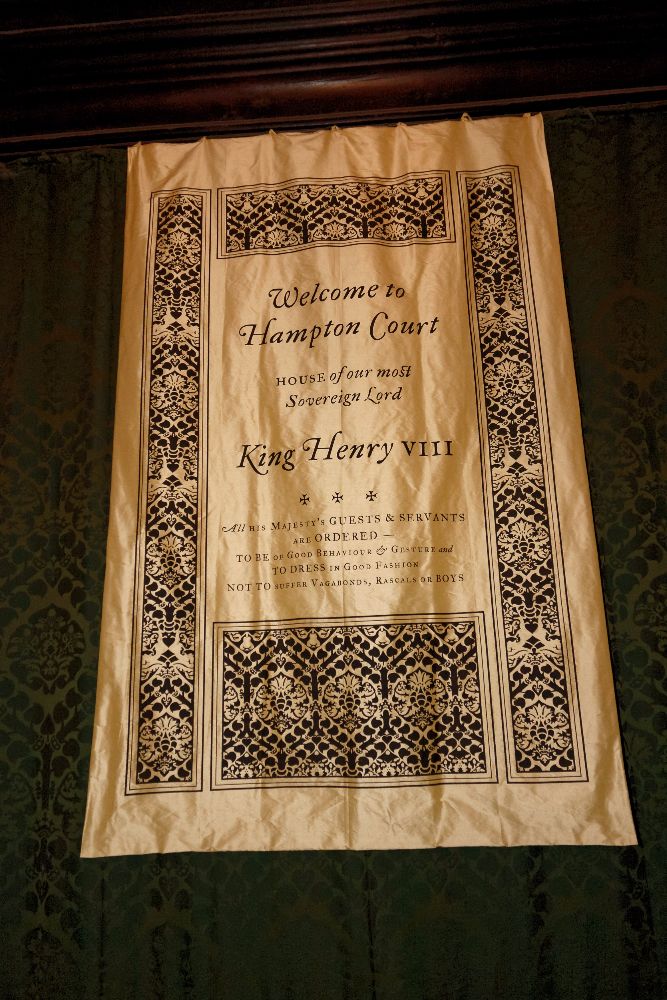 Welcome to
Hampton Court
HOUSE of our most
Sovereign Lord
King Henry VIII
All HIS MAJESTY'S GUESTS & SERVANTS
ARE ORDERED —
TO BE OF GOOD BEHAVIOUR & GESTURE and
TO DRESS IN GOOD FASHION
NOT TO SUFFER VAGABONDS, RASCALS OR BOYS